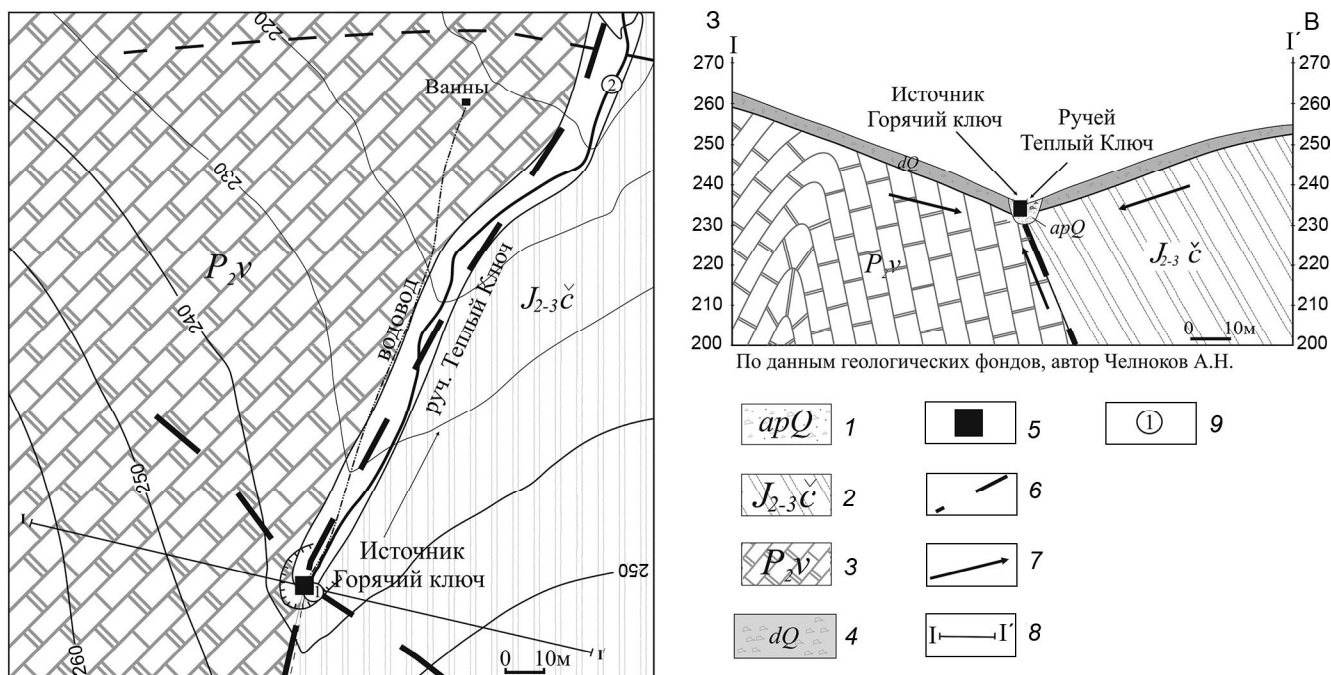 220
2
Ванны
230
P₂v
240
водовод
руч. Теплый Ключ
J₂₋₃č
250
I
Источник
Горячий ключ
1
250
260
I′
0 10м
З
В
I
I′
270
260
250
240
230
220
210
200
270
260
250
240
230
220
210
200
Источник
Горячий ключ
Ручей
Теплый Ключ
dQ
apQ
P₂v
J₂₋₃ č
0 10м
По данным геологических фондов, автор Челноков А.Н.
apQ 1
J₂₋₃č 2
P₂v 3
dQ 4
5
6
7
I I′ 8
1 9